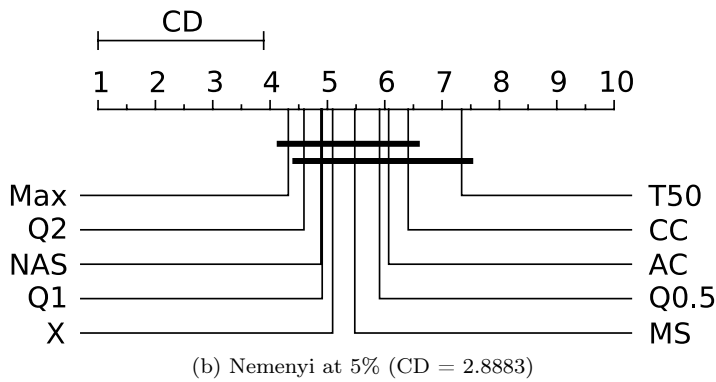 CD
1 2 3 4 5 6 7 8 9 10
Max T50
Q2 CC
NAS AC
Q1 Q0.5
X MS
(b) Nemenyi at 5% (CD = 2.8883)